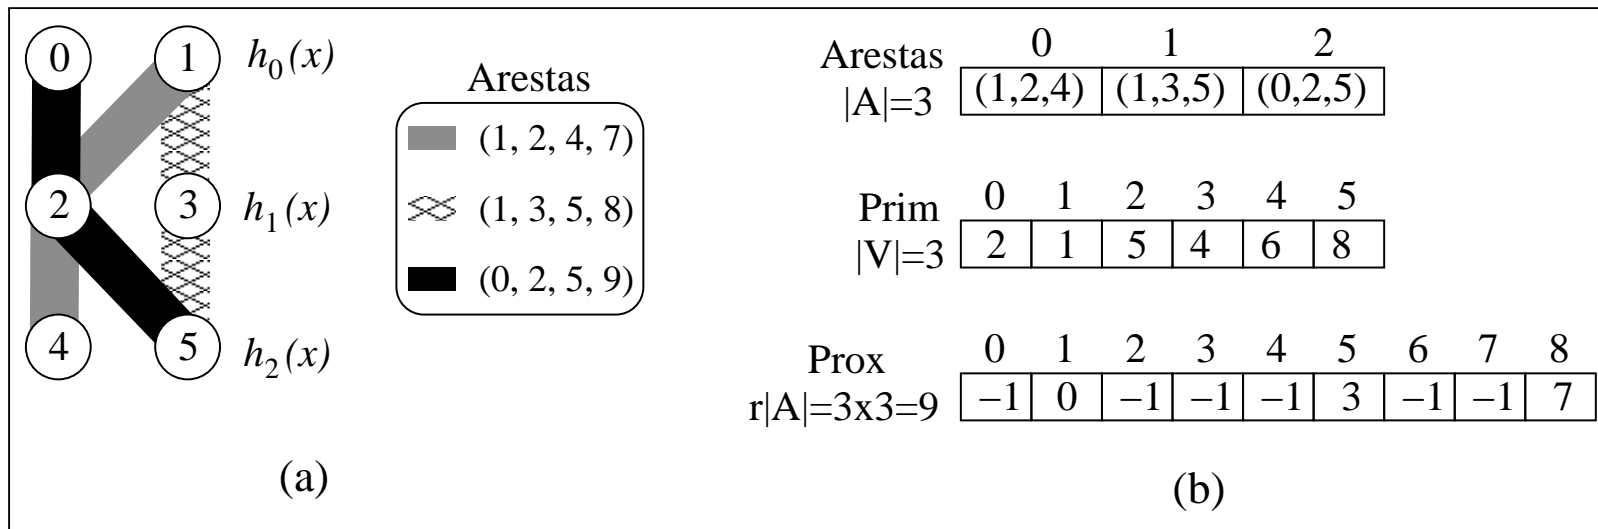 0 1 h0(x)
2 3 h1(x)
4 5 h2(x)
Arestas
(1, 2, 4, 7)
(1, 3, 5, 8)
(0, 2, 5, 9)
(a)
0 1 2
Arestas
|A|=3
(1,2,4) (1,3,5) (0,2,5)
0 1 2 3 4 5
Prim
|V|=3
2 1 5 4 6 8
0 1 2 3 4 5 6 7 8
Prox
r|A|=3x3=9
−1 0 −1 −1 −1 3 −1 −1 7
(b)